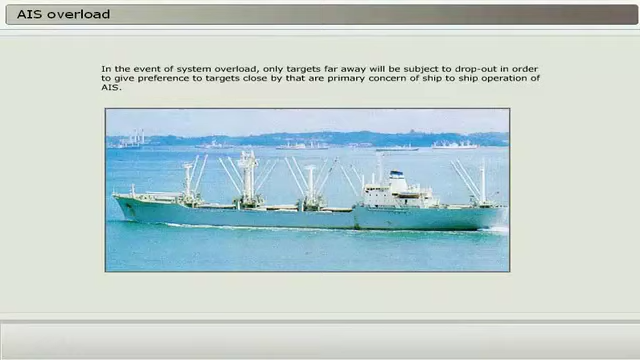 AIS overload
In the event of system overload, only targets far away will be subject to drop-out in order
to give preference to targets close by that are primary concern of ship to ship operation of
AIS.